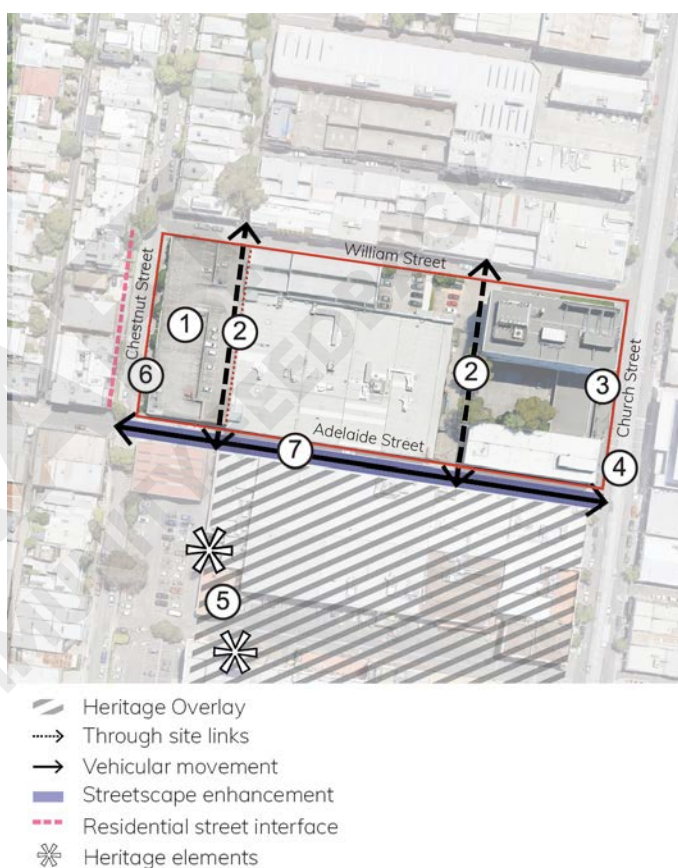 William Street
Chestnut Street
1
2
2
3
Church Street
6
Adelaide Street
4
7
5
Heritage Overlay
Through site links
Vehicular movement
Streetscape enhancement
Residential street interface
Heritage elements